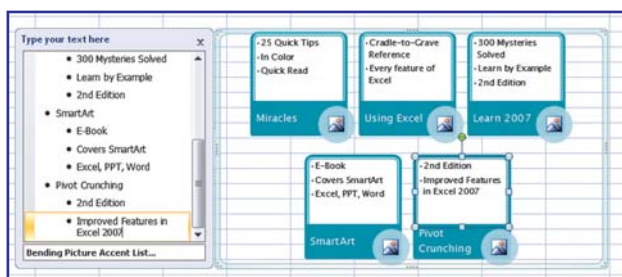 Type your text here x
• 300 Mysteries Solved
• Learn by Example
• 2nd Edition
• SmartArt
• E-Book
• Covers SmartArt
• Excel, PPT, Word
• Pivot Crunching
• 2nd Edition
• Improved Features in
Excel 2007
Bending Picture Accent List...
•25 Quick Tips
•In Color
•Quick Read
Miracles
•Cradle-to-Grave
Reference
•Every feature of
Excel
Using Excel
•300 Mysteries
Solved
•Learn by Example
•2nd Edition
Learn 2007
•E-Book
•Covers SmartArt
•Excel, PPT, Word
SmartArt
•2nd Edition
•Improved Features
in Excel 2007
Pivot
Crunching